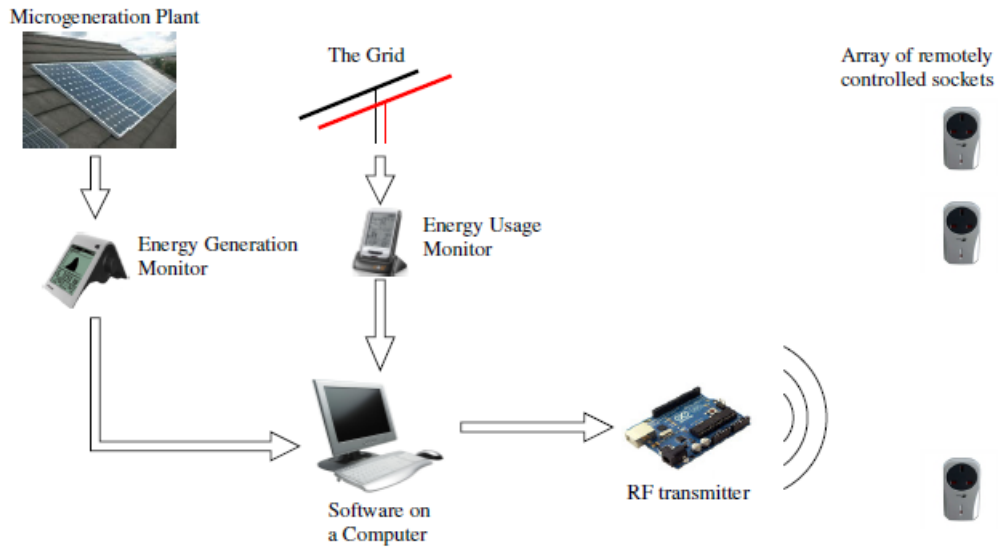 Microgeneration Plant
The Grid
Array of remotely
controlled sockets
Energy Generation
Monitor
Energy Usage
Monitor
RF transmitter
Software on
a Computer